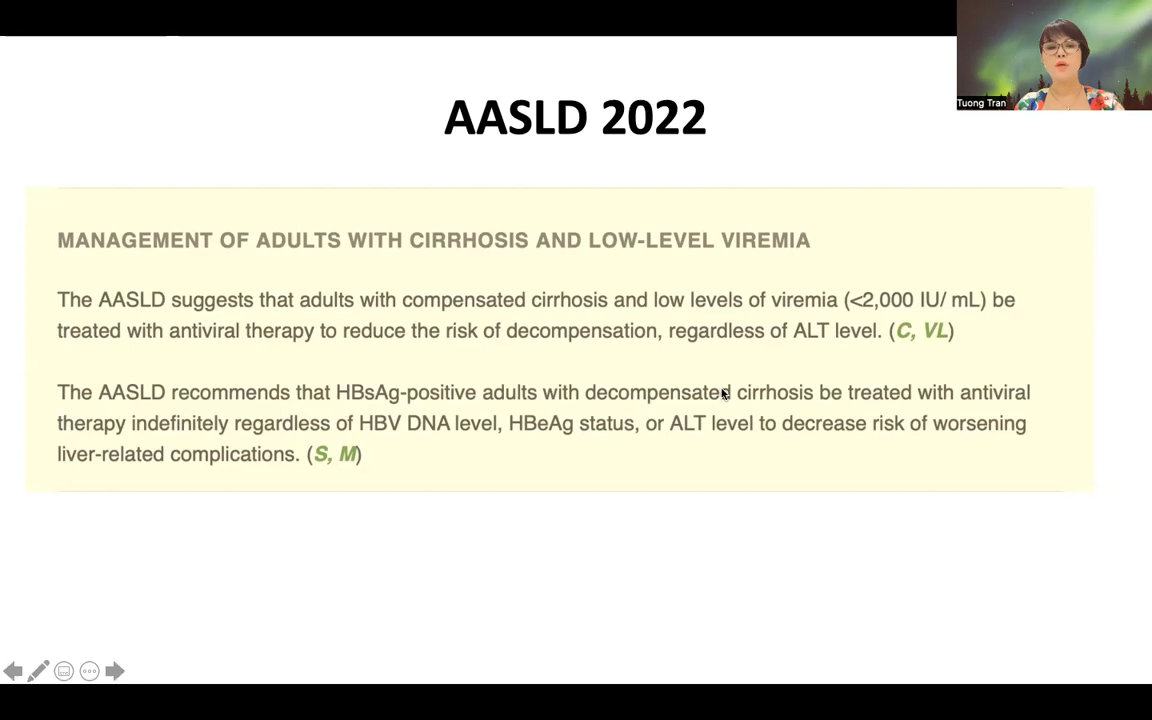 Tuong Tran
AASLD 2022
MANAGEMENT OF ADULTS WITH CIRRHOSIS AND LOW-LEVEL VIREMIA
The AASLD suggests that adults with compensated cirrhosis and low levels of viremia (<2,000 IU/ mL) be
treated with antiviral therapy to reduce the risk of decompensation, regardless of ALT level. (C, VL)
The AASLD recommends that HBsAg-positive adults with decompensated cirrhosis be treated with antiviral
therapy indefinitely regardless of HBV DNA level, HBeAg status, or ALT level to decrease risk of worsening
liver-related complications. (S, M)